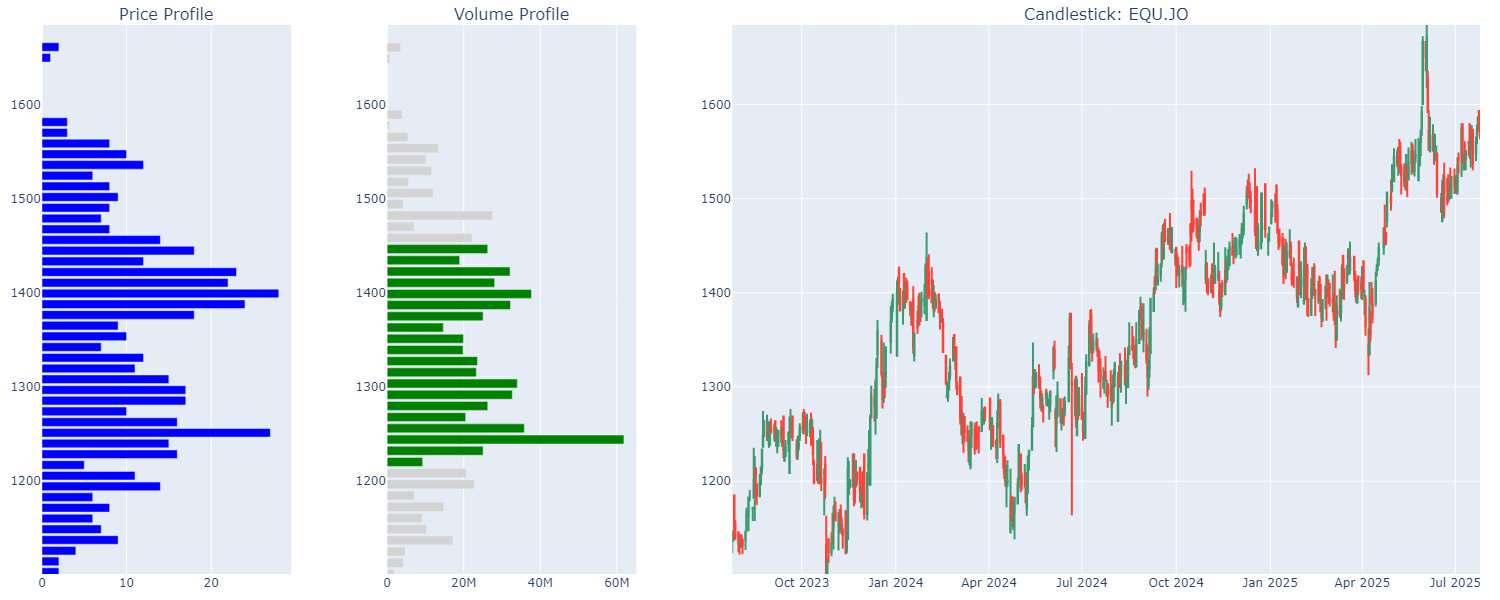 Price Profile
Volume Profile
Candlestick: EQU.JO
1600
1500
1400
1300
1200
0
10
20
1600
1500
1400
1300
1200
0
20M
40M
60M
1600
1500
1400
1300
1200
Oct 2023
Jan 2024
Apr 2024
Jul 2024
Oct 2024
Jan 2025
Apr 2025
Jul 2025